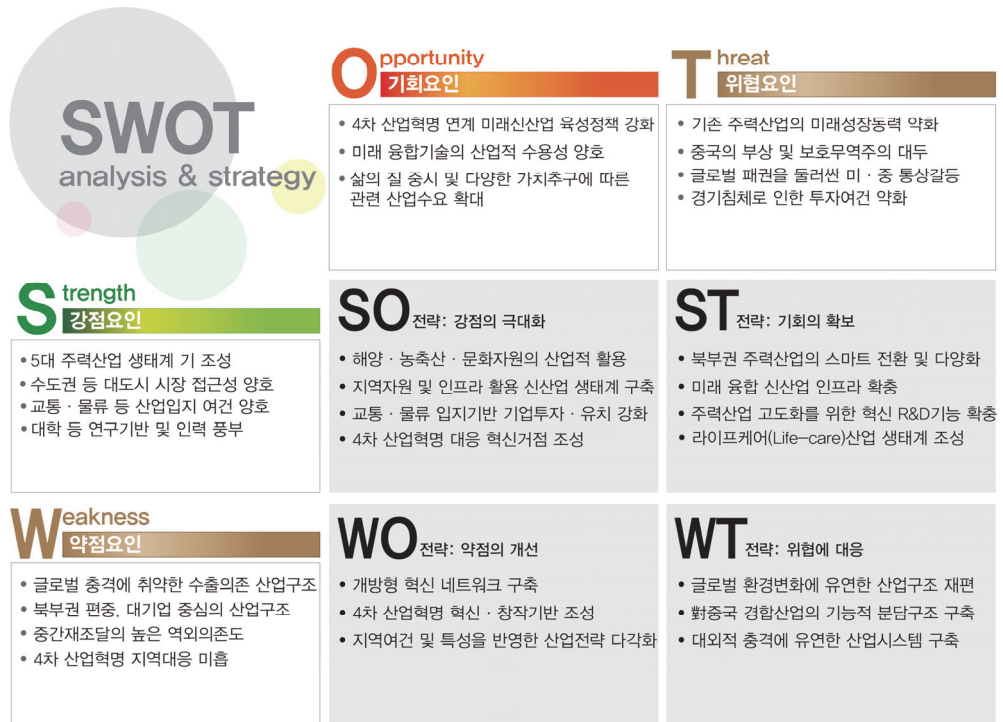 SWOT
analysis & strategy
Opportunity
기회요인
• 4차 산업혁명 연계 미래신산업 육성정책 강화
• 미래 융합기술의 산업적 수용성 양호
• 삶의 질 중시 및 다양한 가치추구에 따른
관련 산업수요 확대
Threat
위협요인
• 기존 주력산업의 미래성장동력 약화
• 중국의 부상 및 보호무역주의 대두
• 글로벌 패권을 둘러싼 미 · 중 통상갈등
• 경기침체로 인한 투자여건 약화
Strength
강점요인
• 5대 주력산업 생태계 기 조성
• 수도권 등 대도시 시장 접근성 양호
• 교통 · 물류 등 산업입지 여건 양호
• 대학 등 연구기반 및 인력 풍부
SO 전략: 강점의 극대화
• 해양 · 농축산 · 문화자원의 산업적 활용
• 지역자원 및 인프라 활용 신산업 생태계 구축
• 교통 · 물류 입지기반 기업투자 · 유치 강화
• 4차 산업혁명 대응 혁신거점 조성
ST 전략: 기회의 확보
• 북부권 주력산업의 스마트 전환 및 다양화
• 미래 융합 신산업 인프라 확충
• 주력산업 고도화를 위한 혁신 R&D기능 확충
• 라이프케어(Life-care)산업 생태계 조성
Weakness
약점요인
• 글로벌 충격에 취약한 수출의존 산업구조
• 북부권 편중, 대기업 중심의 산업구조
• 중간재조달의 높은 역외의존도
• 4차 산업혁명 지역대응 미흡
WO 전략: 약점의 개선
• 개방형 혁신 네트워크 구축
• 4차 산업혁명 혁신 · 창작기반 조성
• 지역여건 및 특성을 반영한 산업전략 다각화
WT 전략: 위협에 대응
• 글로벌 환경변화에 유연한 산업구조 재편
• 對중국 경합산업의 기능적 분담구조 구축
• 대외적 충격에 유연한 산업시스템 구축